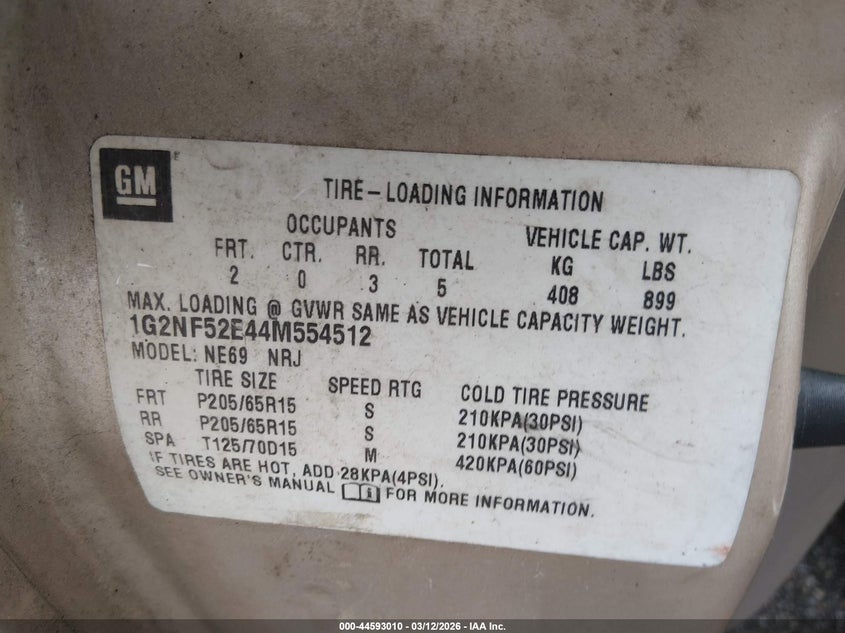 GM
TIRE-LOADING INFORMATION
OCCUPANTS VEHICLE CAP. WT.
FRT. CTR. RR. TOTAL KG LBS
2 0 3 5 408 899
MAX. LOADING @ GVWR SAME AS VEHICLE CAPACITY WEIGHT.
1G2NF52E44M554512
MODEL: NE69 NRJ
TIRE SIZE SPEED RTG COLD TIRE PRESSURE
FRT P205/65R15 S 210KPA(30PSI)
RR P205/65R15 S 210KPA(30PSI)
SPA T125/70D15 M 420KPA(60PSI)
IF TIRES ARE HOT, ADD 28KPA(4PSI).
SEE OWNER'S MANUAL FOR MORE INFORMATION.
000-44593010 - 03/12/2026 - IAA Inc.